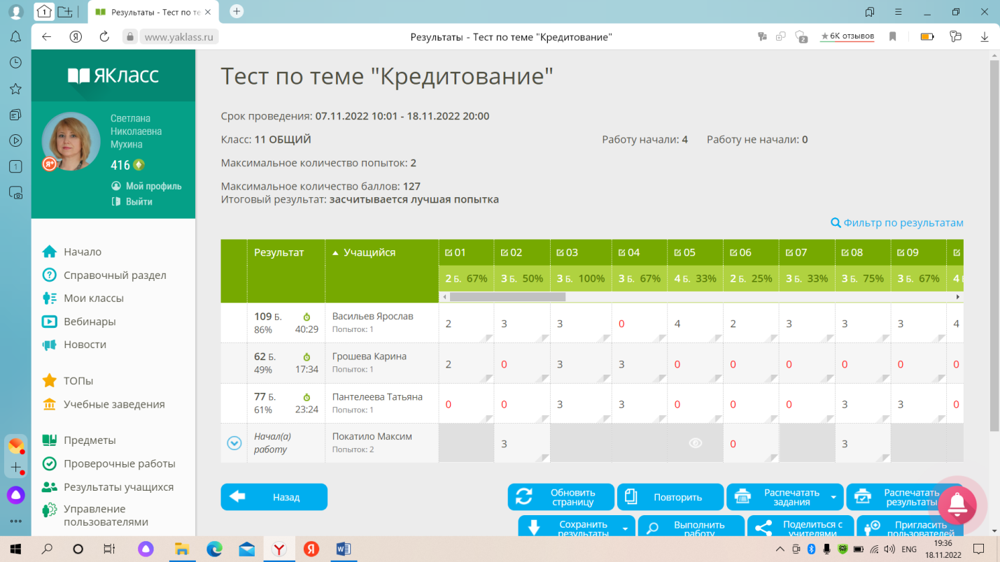 Результаты - Тест по те
www.yaklass.ru
Результаты - Тест по теме "Кредитование"
★6K отзывов
2
ЯКласс
Светлана
Николаевна
Мухина
Я+
416
Мой профиль
Выйти
Начало
Справочный раздел
Мои классы
Вебинары
Новости
ТОПы
Учебные заведения
Предметы
Проверочные работы
Результаты учащихся
Управление
пользователями
Тест по теме "Кредитование"
Срок проведения: 07.11.2022 10:01 - 18.11.2022 20:00
Класс: 11 ОБЩИЙ
Работу начали: 4 Работу не начали: 0
Максимальное количество попыток: 2
Максимальное количество баллов: 127
Итоговый результат: засчитывается лучшая попытка
Фильтр по результатам
Результат Учащийся 01 02 03 04 05 06 07 08 09
2 Б. 67% 3 Б. 50% 3 Б. 100% 3 Б. 67% 4 Б. 33% 2 Б. 25% 3 Б. 33% 3 Б. 75% 3 Б. 67% 4 Б
109 Б. 86% 40:29 Васильев Ярослав Попыток: 1 2 3 3 0 4 2 3 3 3 4
62 Б. 49% 17:34 Грошева Карина Попыток: 1 2 0 3 3 0 0 0 0 0 0
77 Б. 61% 23:24 Пантелеева Татьяна Попыток: 1 0 0 3 3 0 0 0 3 3 0
Начал(а) работу Покатило Максим Попыток: 2 3 0 3
Назад
Обновить страницу
Повторить
Распечатать задания
Распечатать результаты
Сохранить результаты
Выполнить работу
Поделиться с учителями
Пригласить пользователей
ENG
19:36
18.11.2022